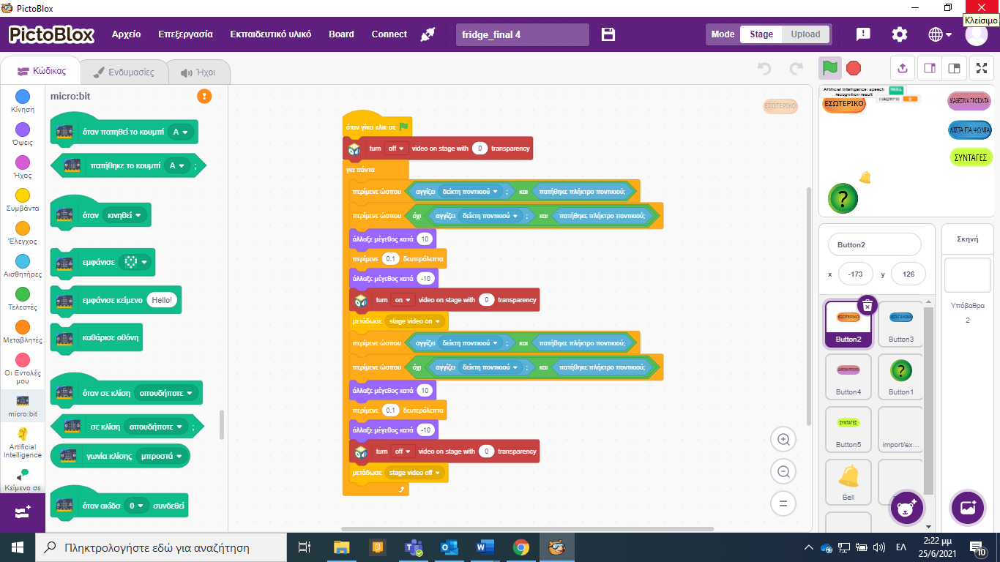 PictoBlox
Κλείσιμο
PictoBlox Αρχείο Επεξεργασία Εκπαιδευτικό υλικό Board Connect fridge_final 4 Mode Stage Upload
Κώδικας Ενδυμασίες Ήχοι
Κίνηση
Όψεις
Ήχος
Συμβάντα
Έλεγχος
Αισθητήρες
Τελεστές
Μεταβλητές
Οι Εντολές
μου
micro:bit
Artificial
Intelligence
Κείμενο σε
micro:bit
όταν πατηθεί το κουμπί A
πατήθηκε το κουμπί A ;
όταν κινηθεί
εμφάνισε
εμφάνισε κείμενο Hello!
καθάρισε οθόνη
όταν σε κλίση οπουδήποτε
σε κλίση οπουδήποτε ;
γωνία κλίσης μπροστά
όταν ακίδσ 0 συνδεθεί
όταν γίνει κλικ σε
turn off video on stage with 0 transparency
για πάντα
περίμενε ώσπου αγγίζει δείκτη ποντικιού ; και πατήθηκε πλήκτρο ποντικιού;
περίμενε ώσπου όχι αγγίζει δείκτη ποντικιού ; και πατήθηκε πλήκτρο ποντικιού;
άλλαξε μέγεθος κατά 10
περίμενε 0.1 δευτερόλεπτα
άλλαξε μέγεθος κατά -10
turn on video on stage with 0 transparency
μετάδωσε stage video on
περίμενε ώσπου αγγίζει δείκτη ποντικιού ; και πατήθηκε πλήκτρο ποντικιού;
περίμενε ώσπου όχι αγγίζει δείκτη ποντικιού ; και πατήθηκε πλήκτρο ποντικιού;
άλλαξε μέγεθος κατά 10
περίμενε 0.1 δευτερόλεπτα
άλλαξε μέγεθος κατά -10
turn off video on stage with 0 transparency
μετάδωσε stage video off
ΕΣΩΤΕΡΙΚΟ
Artificial Intelligence: speech
recognition result NULL
ΕΣΩΤΕΡΙΚΟ
ΔΙΑΘΕΣΙΜΑ ΠΡΟΙΟΝΤΑ
ΛΙΣΤΑ ΓΙΑ ΨΩΝΙΑ
ΣΥΝΤΑΓΕΣ
?
Button2
x -173 y 126
ΕΣΩΤΕΡΙΚΟ
Button2
ΛΙΣΤΑ ΓΙΑ ΨΩΝΙΑ
Button3
Button4
?
Button1
ΣΥΝΤΑΓΕΣ
Button5
import/ex...
Bell
Σκηνή
Υπόβαθρα
2
Πληκτρολογήστε εδώ για αναζήτηση
ΕΛ
2:22 μμ
25/6/2021
10